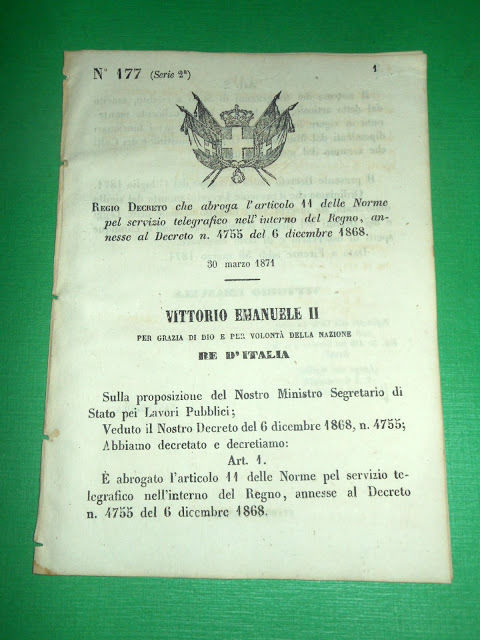 N° 177 (Serie 2ª) 1
REGIO DECRETO che abroga l'articolo 11 delle Norme
pel servizio telegrafico nell'interno del Regno, an-
nesse al Decreto n. 4755 del 6 dicembre 1868.
30 marzo 1871
VITTORIO EMANUELE II
PER GRAZIA DI DIO E PER VOLONTÀ DELLA NAZIONE
RE D'ITALIA
Sulla proposizione del Nostro Ministro Segretario di
Stato pei Lavori Pubblici;
Veduto il Nostro Decreto del 6 dicembre 1868, n. 4755;
Abbiamo decretato e decretiamo:
Art. 1.
È abrogato l'articolo 11 delle Norme pel servizio te-
legrafico nell'interno del Regno, annesse al Decreto
n. 4755 del 6 dicembre 1868.